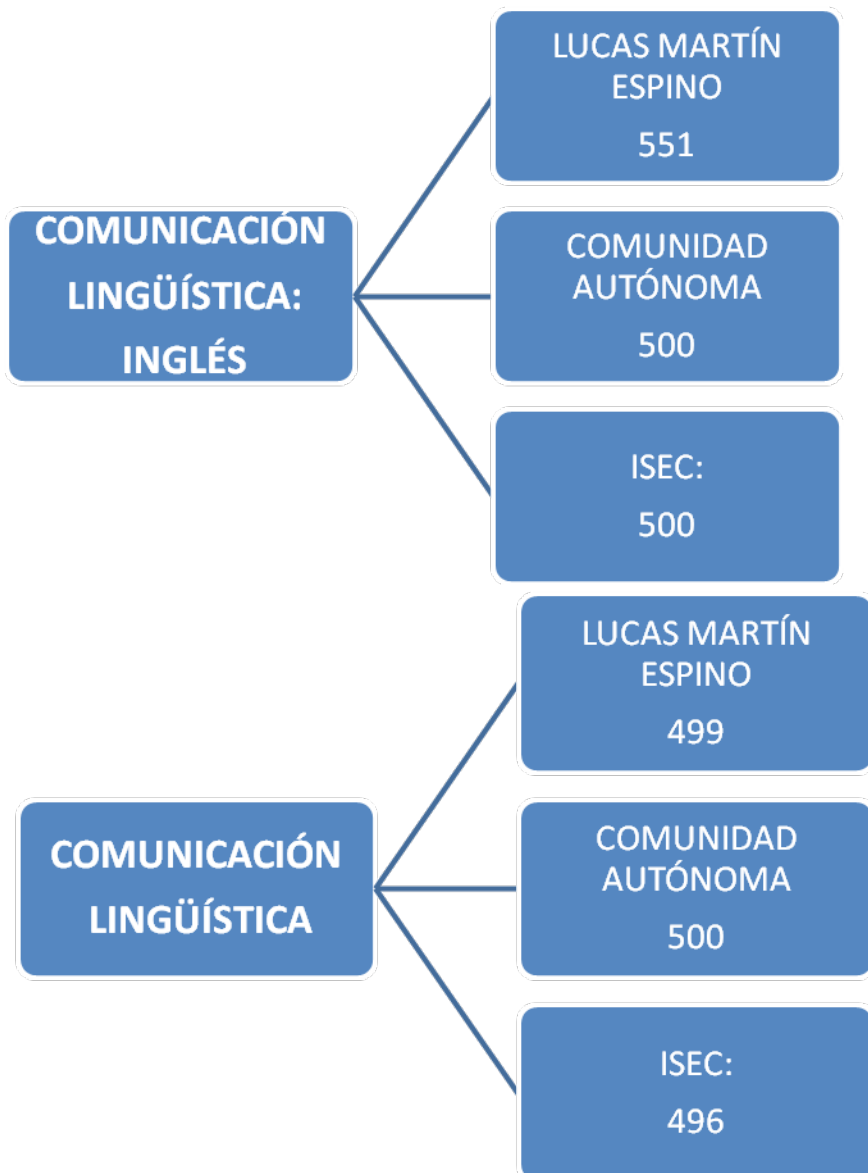 COMUNICACIÓN
LINGÜÍSTICA:
INGLÉS
LUCAS MARTÍN
ESPINO
551
COMUNIDAD
AUTÓNOMA
500
ISEC:
500
COMUNICACIÓN
LINGÜÍSTICA
LUCAS MARTÍN
ESPINO
499
COMUNIDAD
AUTÓNOMA
500
ISEC:
496